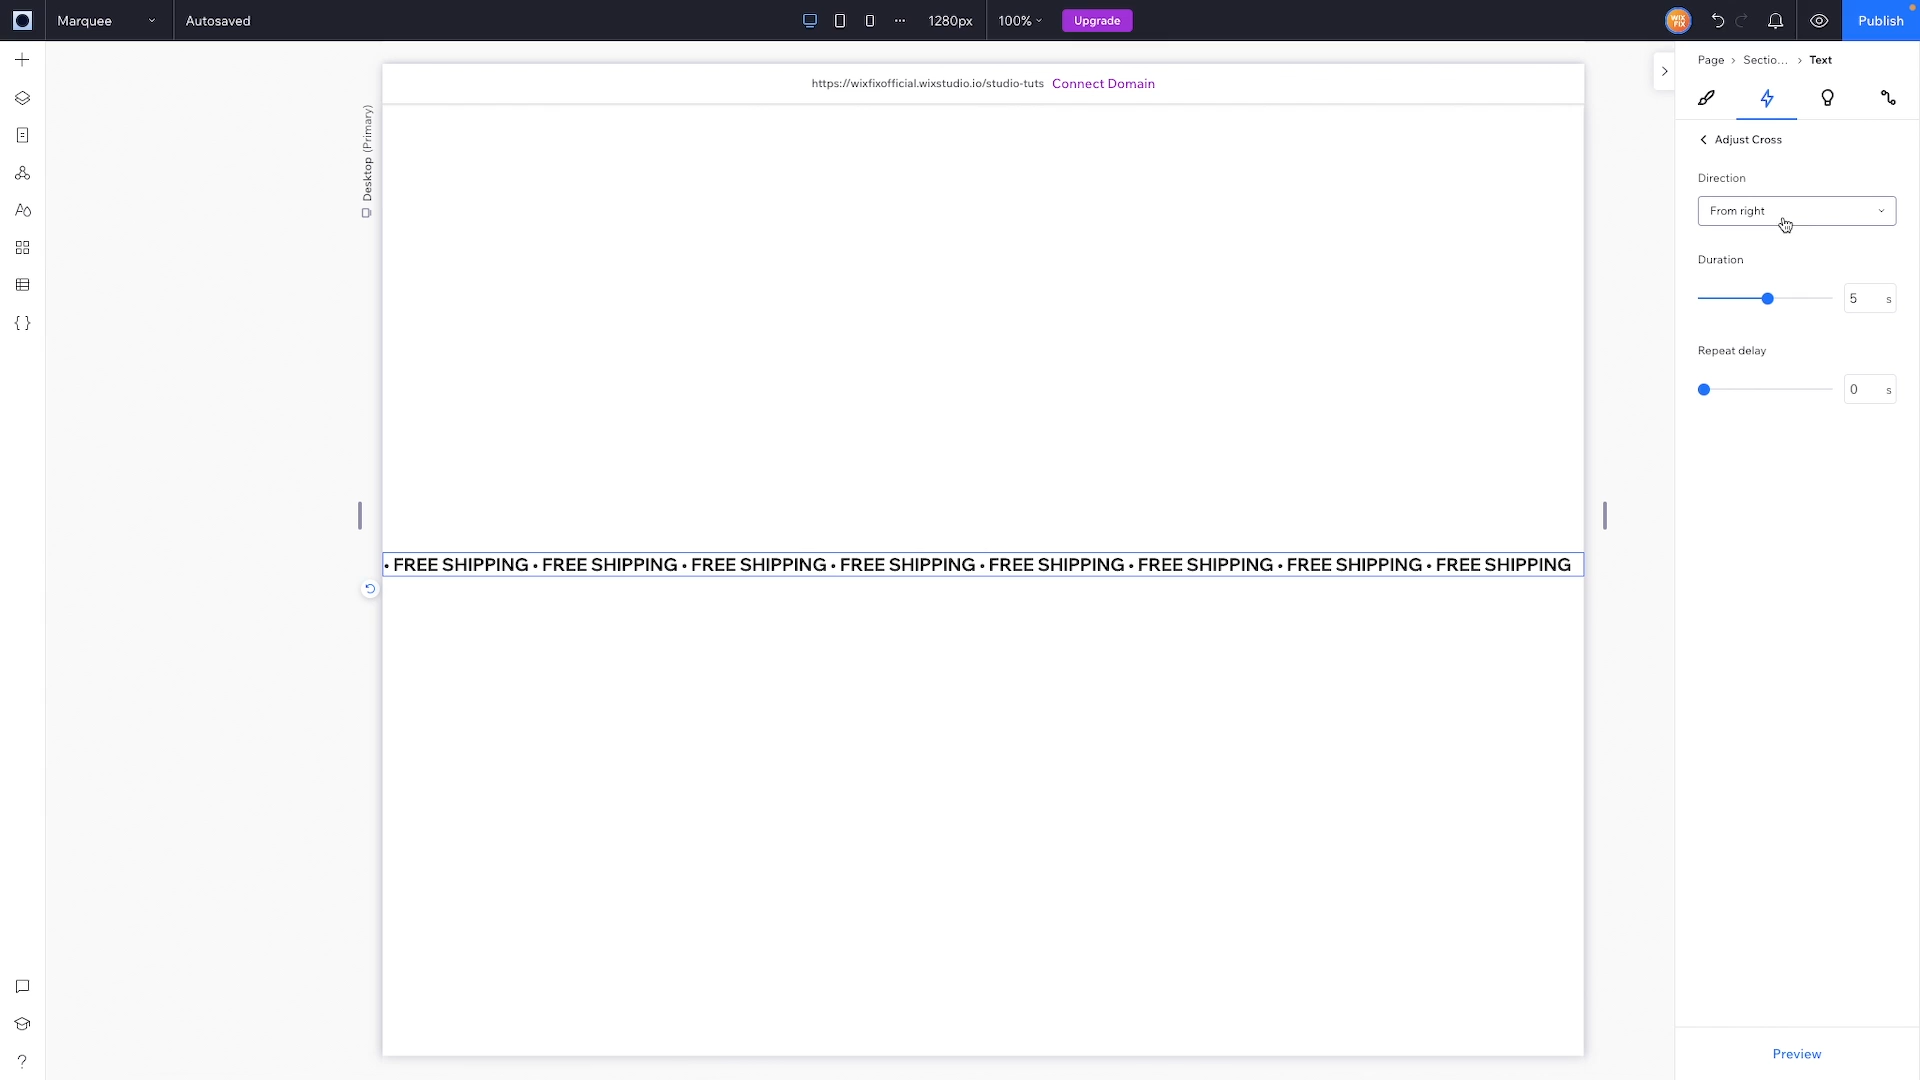 Marquee
Autosaved
1280px
100%
Upgrade
WIX FIX
Publish
Page > Sectio... > Text
https://wixfixofficial.wixstudio.io/studio-tuts Connect Domain
Desktop (Primary)
Adjust Cross
Direction
From right
Duration
5 s
Repeat delay
0 s
• FREE SHIPPING • FREE SHIPPING • FREE SHIPPING • FREE SHIPPING • FREE SHIPPING • FREE SHIPPING • FREE SHIPPING • FREE SHIPPING
Preview